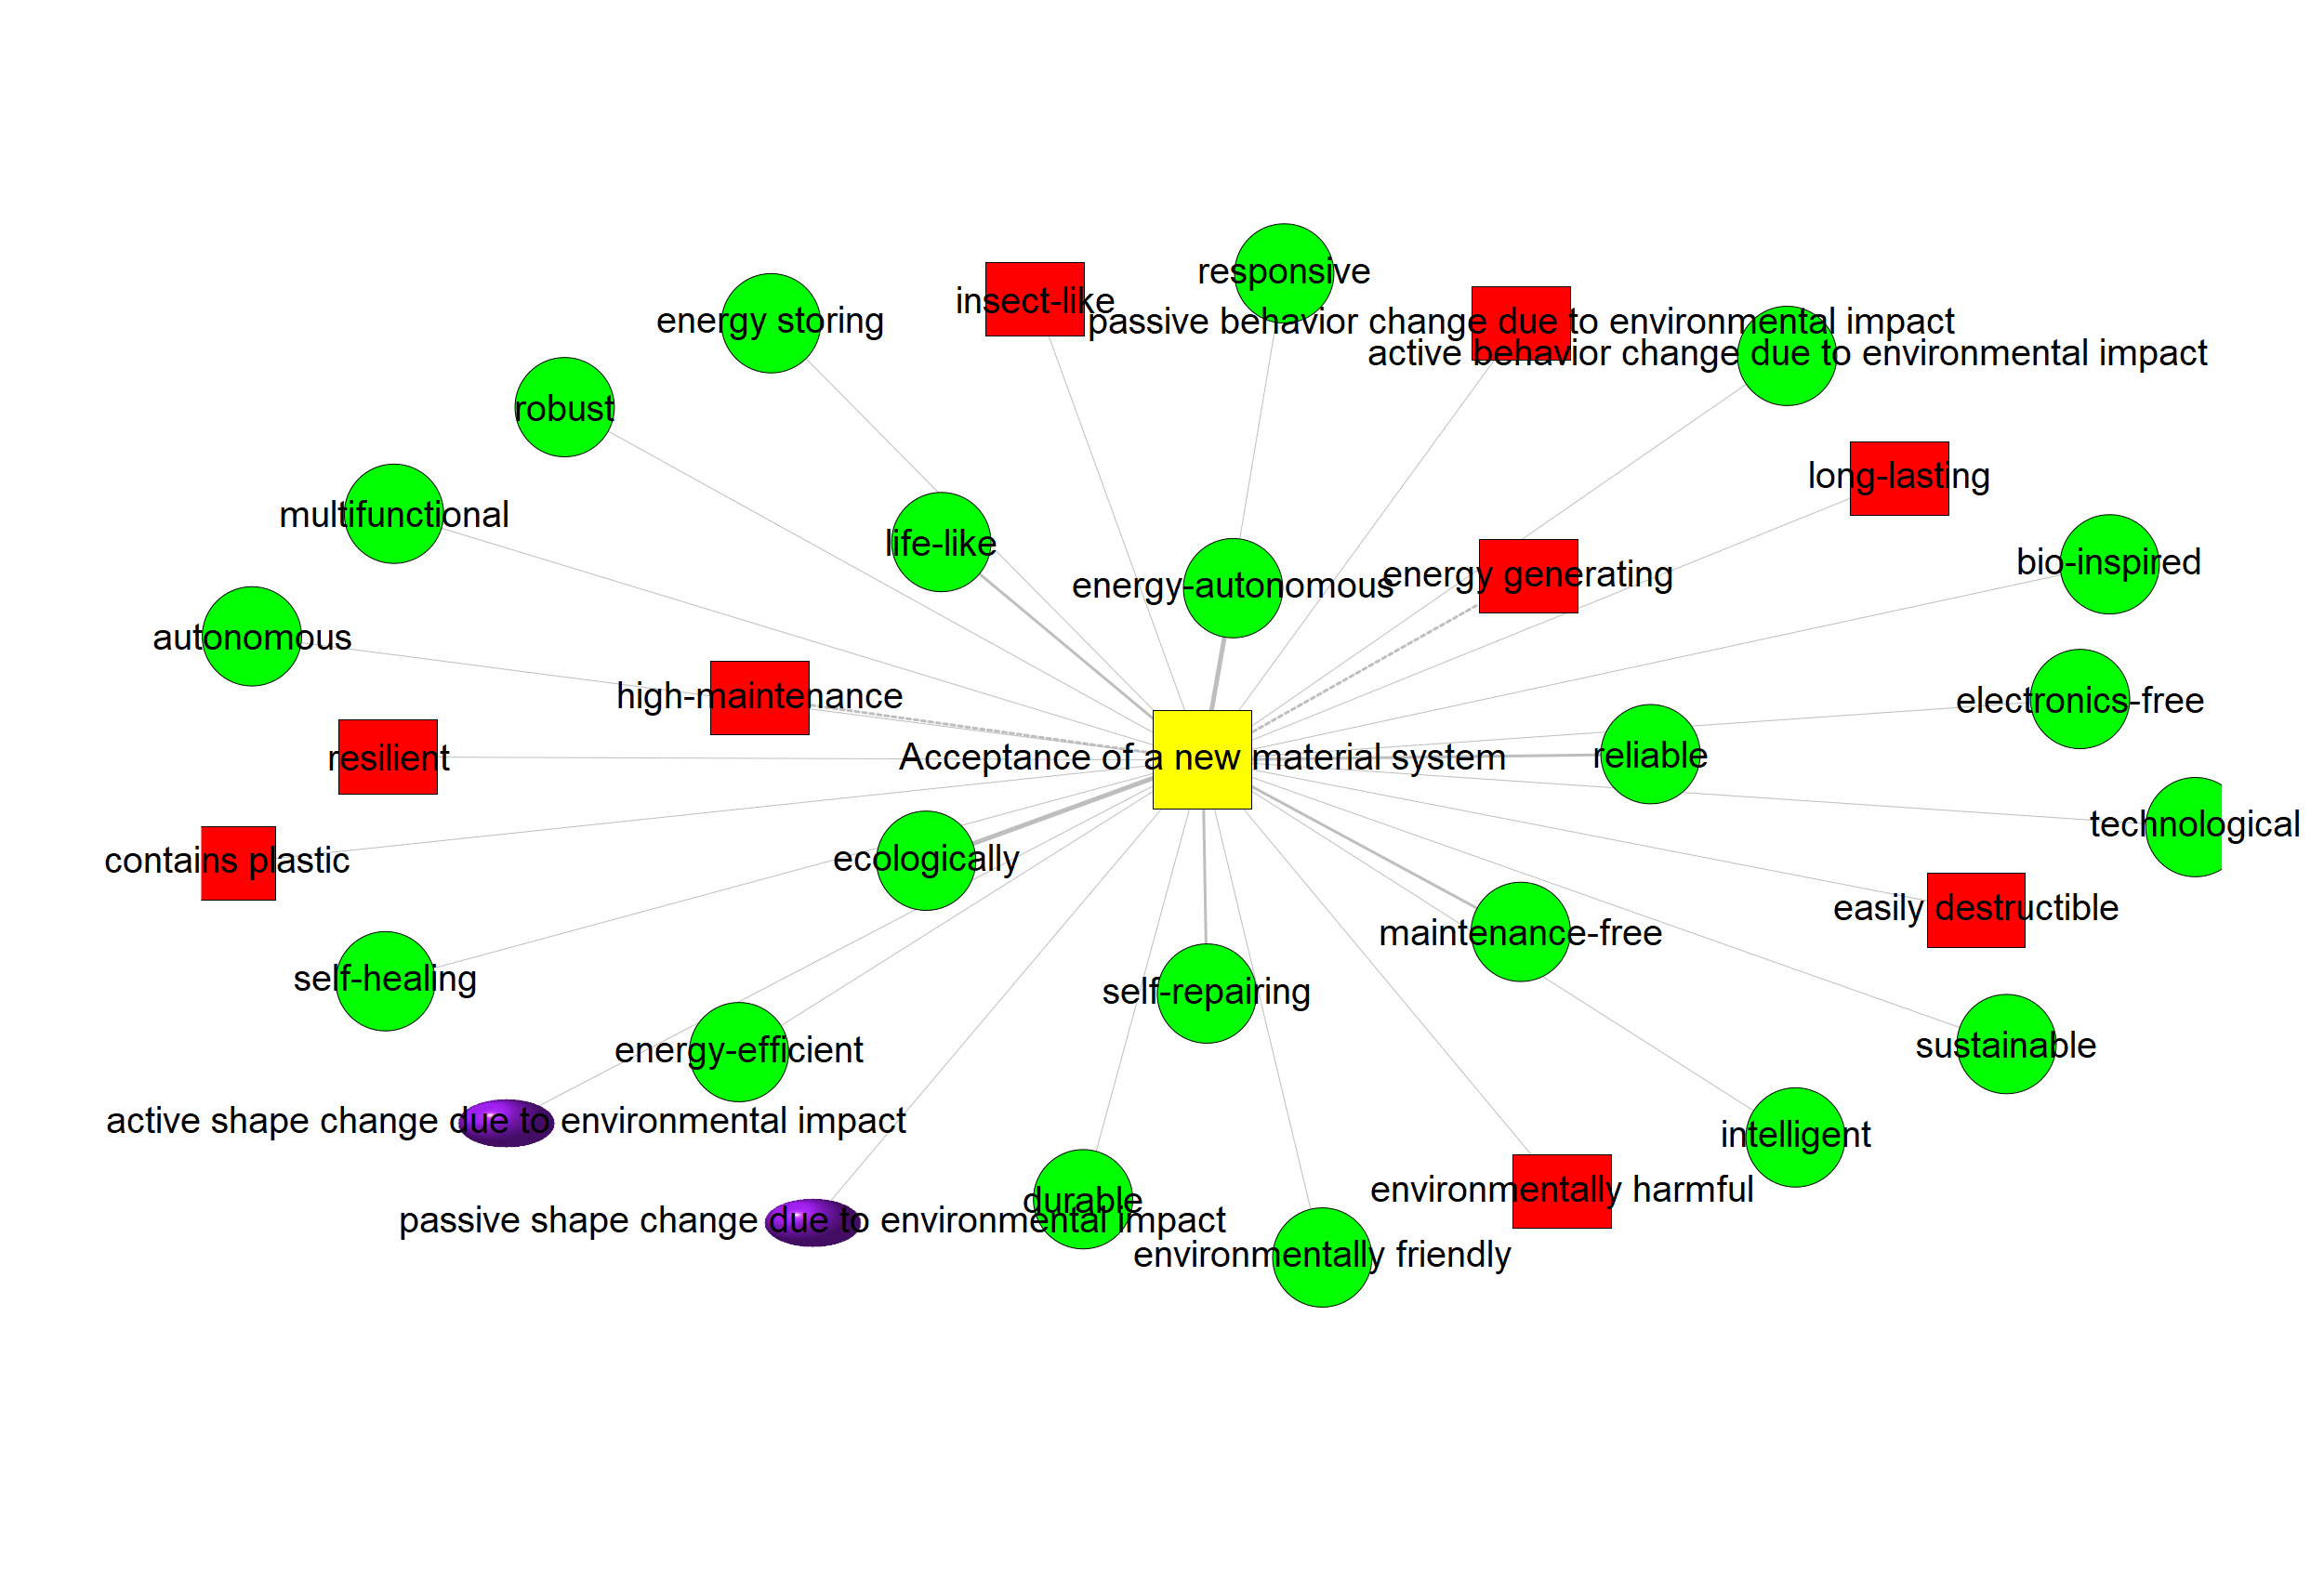 responsive
insect-like
energy storing
passive behavior change due to environmental impact
active behavior change due to environmental impact
robust
long-lasting
multifunctional
life-like
bio-inspired
energy-autonomous
energy generating
autonomous
high-maintenance
electronics-free
resilient
Acceptance of a new material system
reliable
technological
contains plastic
ecologically
easily destructible
maintenance-free
self-healing
self-repairing
sustainable
energy-efficient
active shape change due to environmental impact
intelligent
environmentally harmful
durable
passive shape change due to environmental impact
environmentally friendly